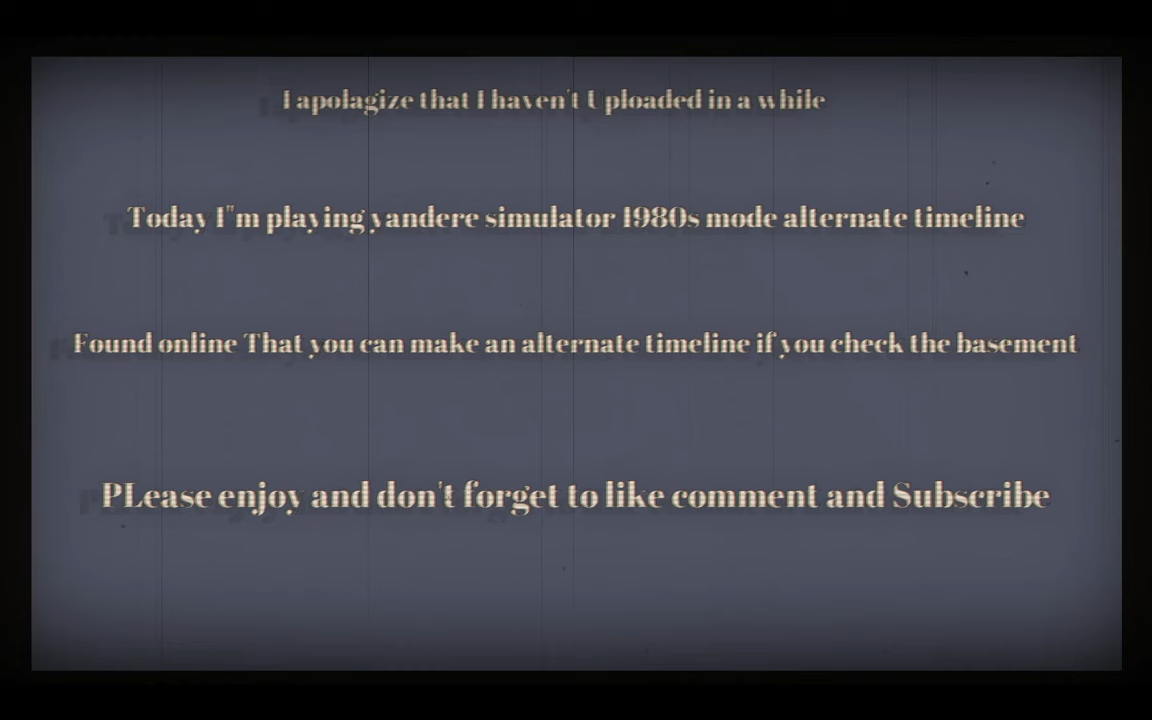 I apolagize that I haven't Uploaded in a while
Today I"m playing yandere simulator 1980s mode alternate timeline
Found online That you can make an alternate timeline if you check the basement
PLease enjoy and don't forget to like comment and Subscribe